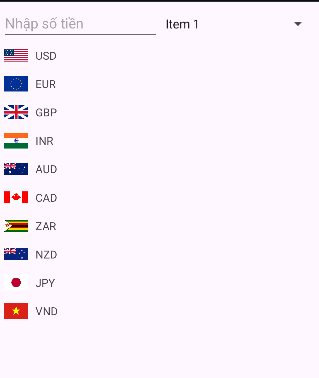 Nhập số tiền Item 1
USD
EUR
GBP
INR
AUD
CAD
ZAR
NZD
JPY
VND